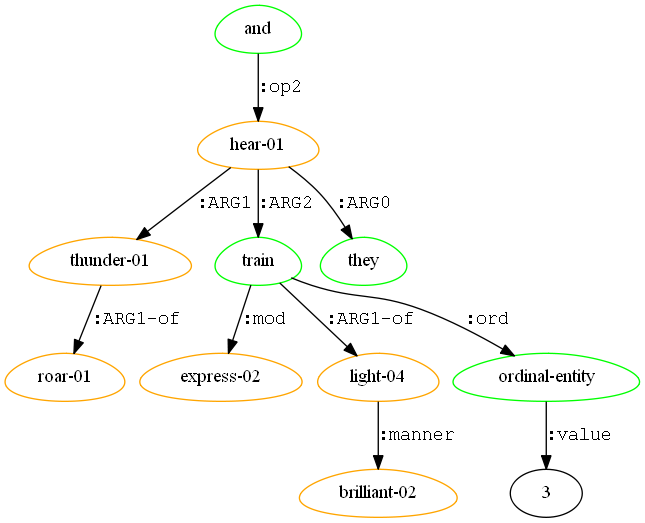 and
:op2
hear-01
:ARG1 :ARG2 :ARG0
thunder-01 train they
:ARG1-of :mod :ARG1-of :ord
roar-01 express-02 light-04 ordinal-entity
:manner :value
brilliant-02 3